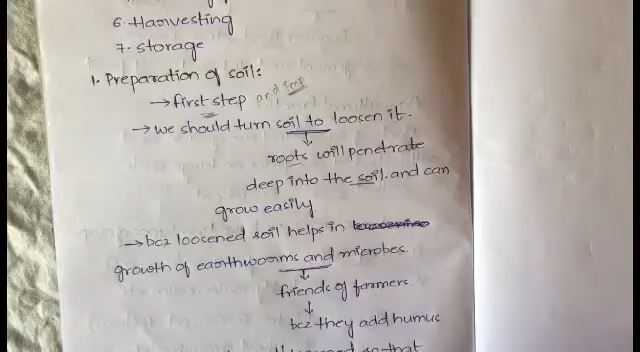 6. Harvesting
7. storage
1. Preparation of soil:
→ first step and imp
→ we should turn soil to loosen it.
↓
roots will penetrate
deep into the soil. and can
grow easily
→ bcz loosened soil helps in
growth of earthworms and microbes.
↓
friends of farmers.
↓
bcz they add humus
so that